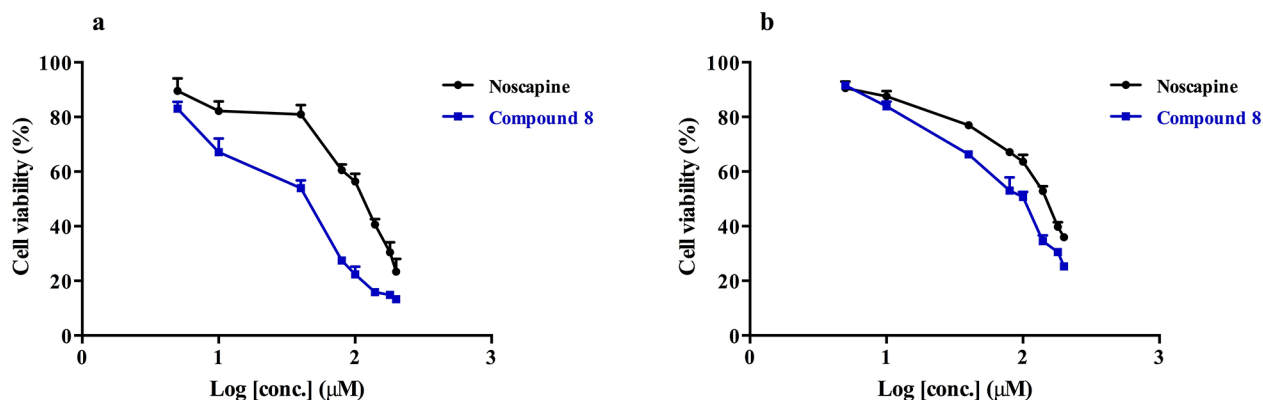 a
100
80
60
40
20
0
0
1
2
3
Cell viability (%)
Log [conc.] (μM)
Noscapine
Compound 8
b
100
80
60
40
20
0
0
1
2
3
Cell viability (%)
Log [conc.] (μM)
Noscapine
Compound 8